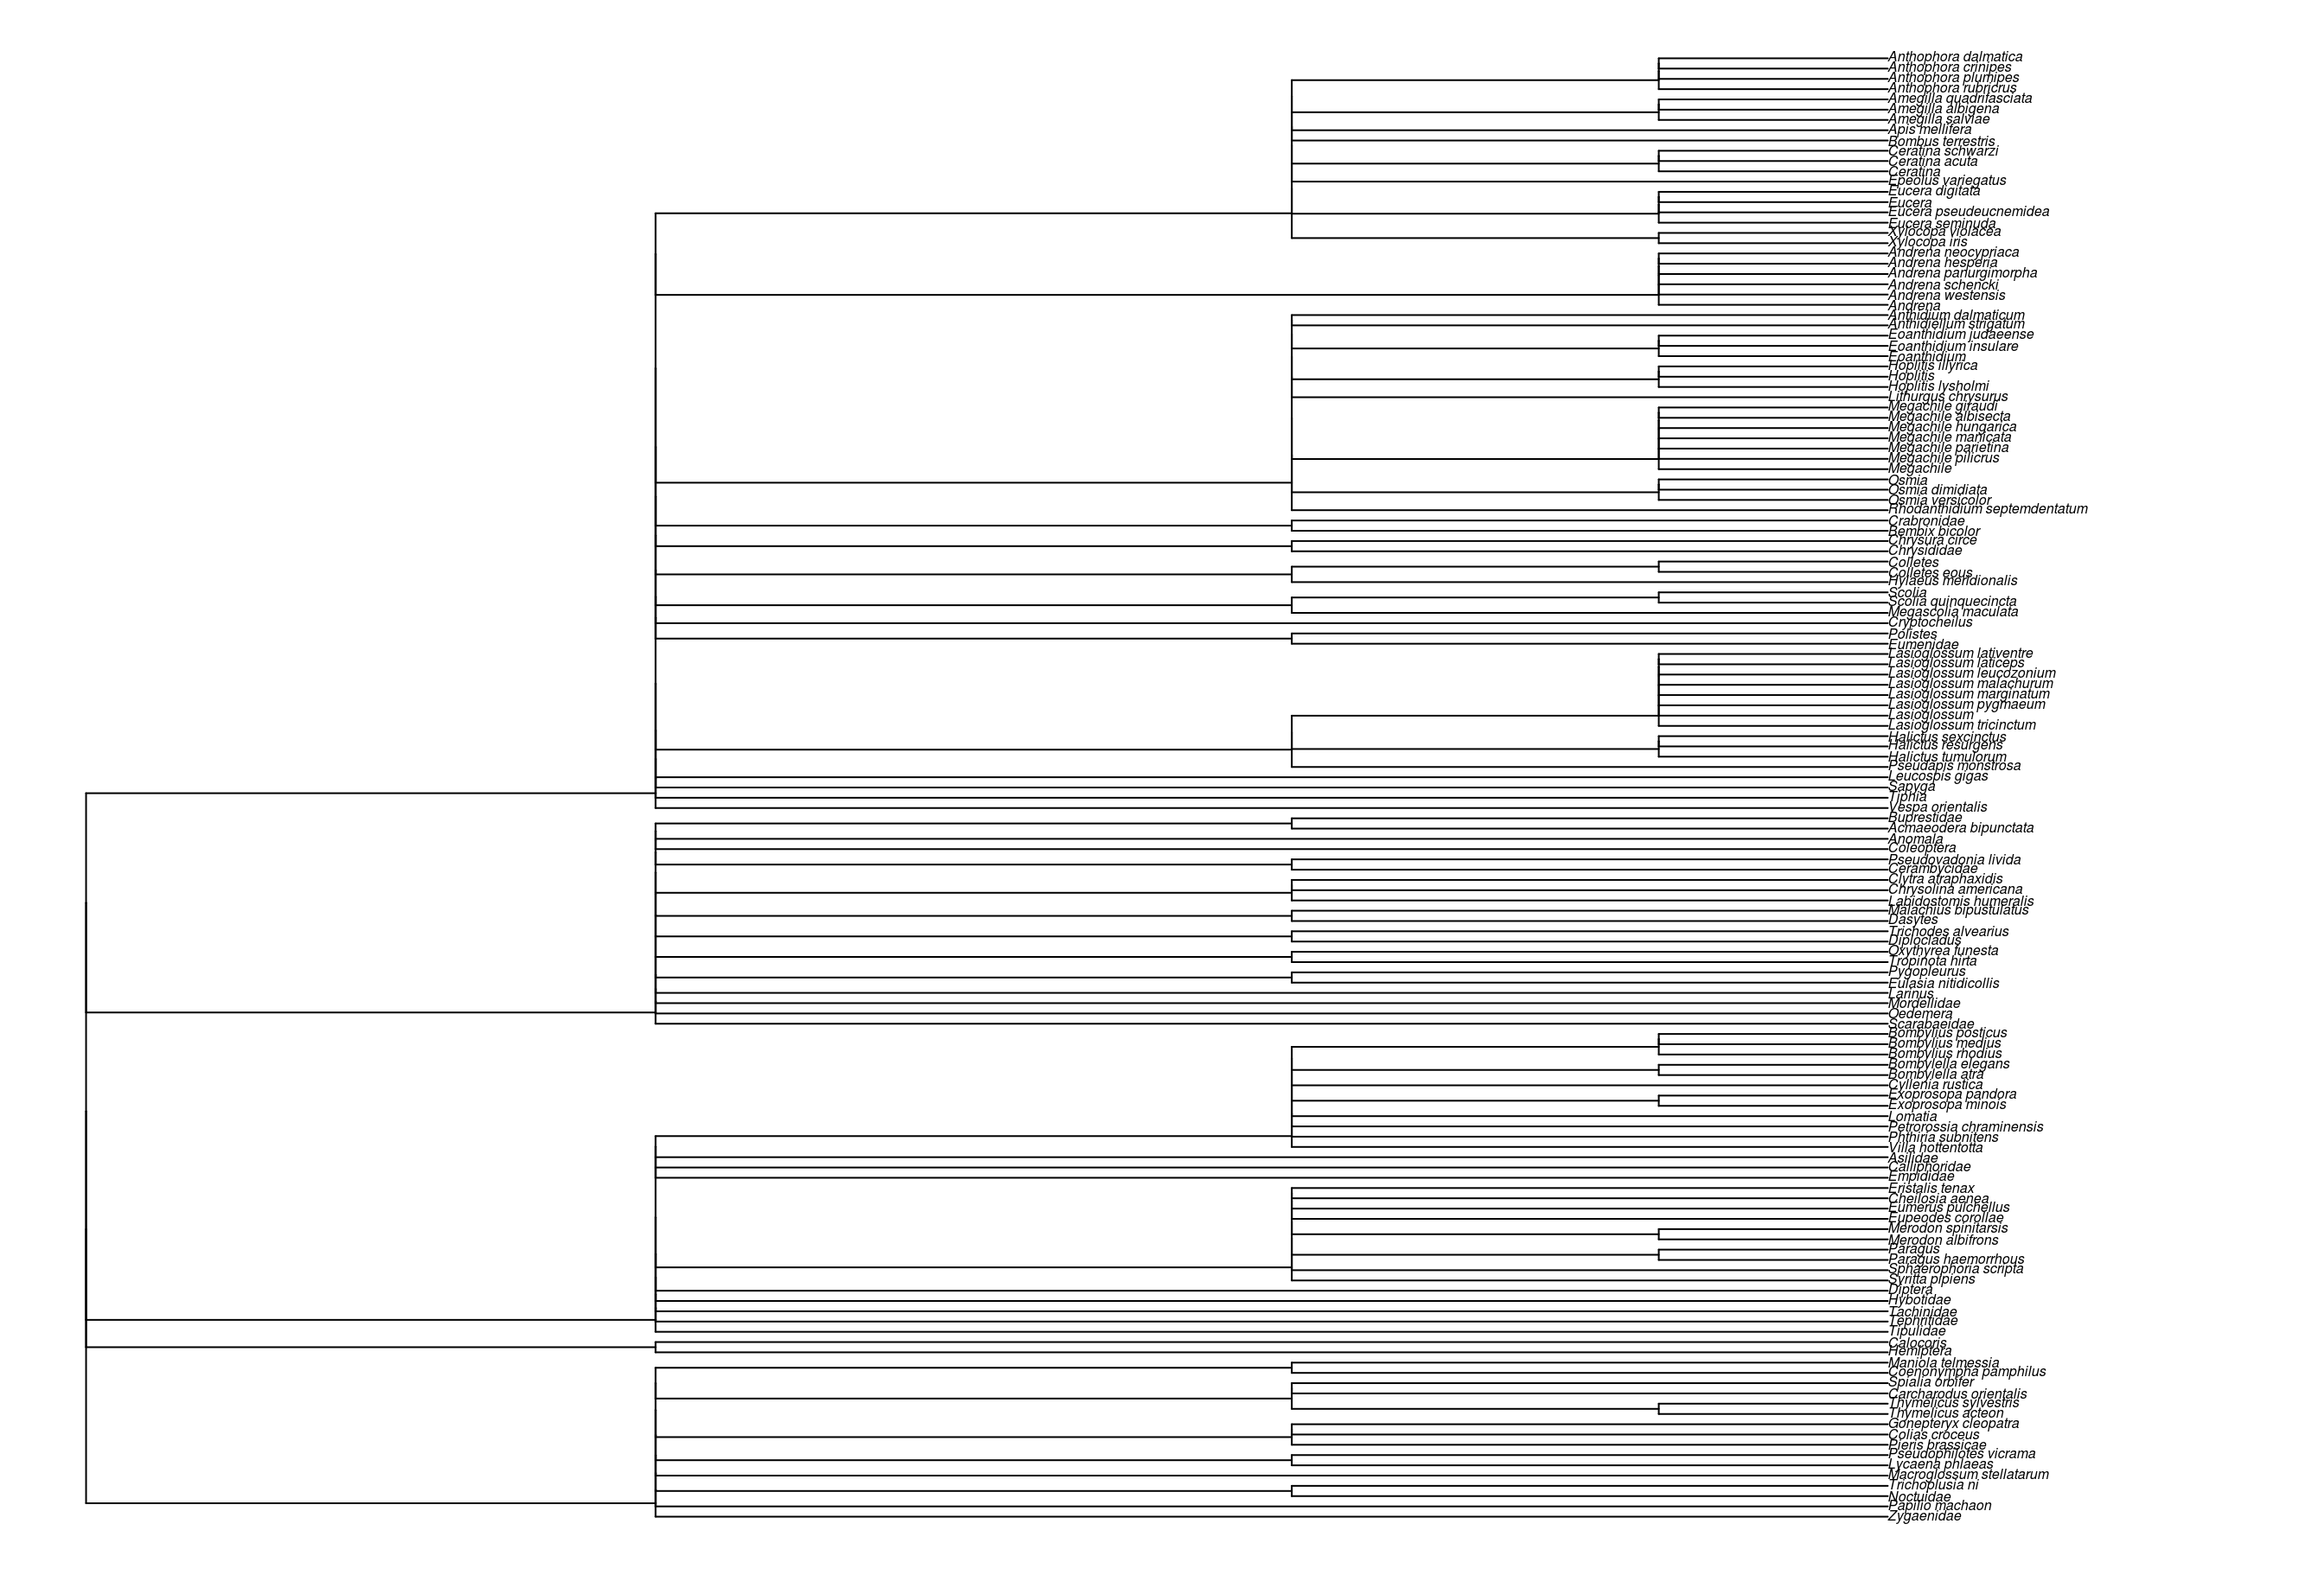 Anthophora dalmatica
Anthophora crinipes
Anthophora plumipes
Anthophora rubricrus
Amegilla quadrifasciata
Amegilla albigena
Amegilla salviae
Apis mellifera
Bombus terrestris
Ceratina schwarzi
Ceratina acuta
Ceratina
Epeolus variegatus
Eucera digitata
Eucera
Eucera pseudeucnemidea
Eucera seminuda
Xylocopa violacea
Xylocopa iris
Andrena neocypriaca
Andrena hesperia
Andrena panurgimorpha
Andrena schencki
Andrena westensis
Andrena
Anthidium dalmaticum
Anthidiellum strigatum
Eoanthidium judaeense
Eoanthidium insulare
Eoanthidium
Hoplitis illyrica
Hoplitis
Hoplitis lysholmi
Lithurgus chrysurus
Megachile giraudi
Megachile albisecta
Megachile hungarica
Megachile manicata
Megachile parietina
Megachile pilicrus
Megachile
Osmia
Osmia dimidiata
Osmia versicolor
Rhodanthidium septemdentatum
Crabronidae
Bembix bicolor
Chrysura circe
Chrysididae
Colletes
Colletes eous
Hylaeus meridionalis
Scolia
Scolia quinquecincta
Megascolia maculata
Cryptocheilus
Polistes
Eumenidae
Lasioglossum lativentre
Lasioglossum laticeps
Lasioglossum leucozonium
Lasioglossum malachurum
Lasioglossum marginatum
Lasioglossum pygmaeum
Lasioglossum
Lasioglossum tricinctum
Halictus sexcinctus
Halictus resurgens
Halictus tumulorum
Pseudapis monstrosa
Leucospis gigas
Sapyga
Tiphia
Vespa orientalis
Buprestidae
Acmaeodera bipunctata
Anomala
Coleoptera
Pseudovadonia livida
Cerambycidae
Clytra atraphaxidis
Chrysolina americana
Labidostomis humeralis
Malachius bipustulatus
Dasytes
Trichodes alvearius
Diplocladus
Oxythyrea funesta
Tropinota hirta
Pygopleurus
Eulasia nitidicollis
Larinus
Mordellidae
Oedemera
Scarabaeidae
Bombylius posticus
Bombylius medius
Bombylius rhodius
Bombylella elegans
Bombylella atra
Cyllenia rustica
Exoprosopa pandora
Exoprosopa minois
Lomatia
Petrorossia chraminensis
Phthiria subnitens
Villa hottentotta
Asilidae
Calliphoridae
Empididae
Eristalis tenax
Cheilosia aenea
Eumerus pulchellus
Eupeodes corollae
Merodon spinitarsis
Merodon albifrons
Paragus
Paragus haemorrhous
Sphaerophoria scripta
Syritta pipiens
Diptera
Hybotidae
Tachinidae
Tephritidae
Tipulidae
Calocoris
Hemiptera
Maniola telmessia
Coenonympha pamphilus
Spialia orbifer
Carcharodus orientalis
Thymelicus sylvestris
Thymelicus acteon
Gonepteryx cleopatra
Colias croceus
Pieris brassicae
Pseudophilotes vicrama
Lycaena phlaeas
Macroglossum stellatarum
Trichoplusia ni
Noctuidae
Papilio machaon
Zygaenidae